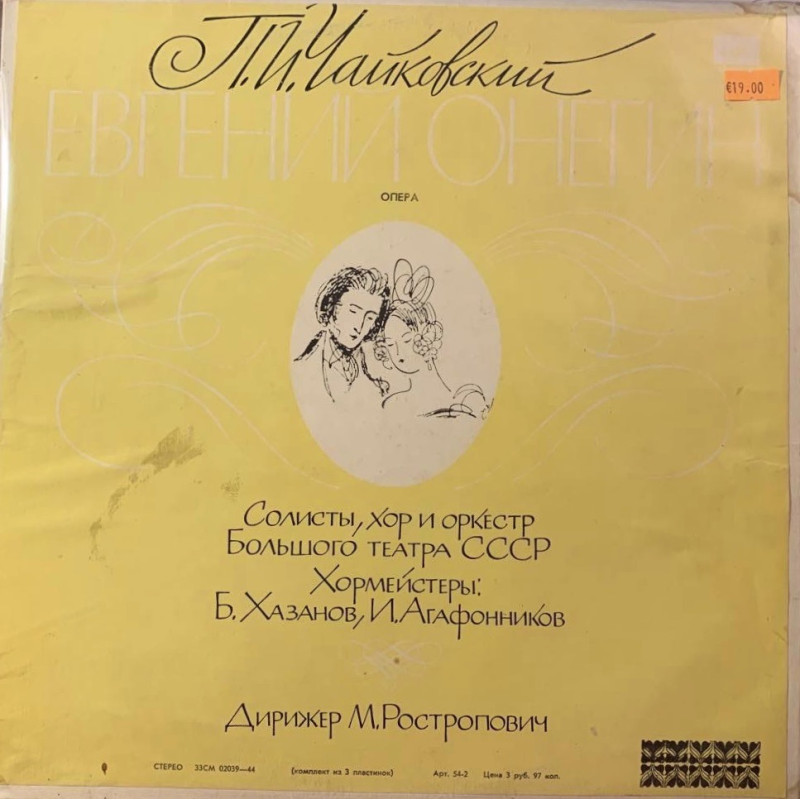 П.И. Чайковский
€19.00
ЕВГЕНИЙ ОНЕГИН
ОПЕРА
Солисты, хор и оркестр
Большого театра СССР
Хормейстеры:
Б. Хазанов, И. Агафонников
Дирижер М. Ростропович
СТЕРЕО 33СМ 02039—44 (комплект из 3 пластинок) Арт. 54-2 Цена 3 руб. 97 коп.